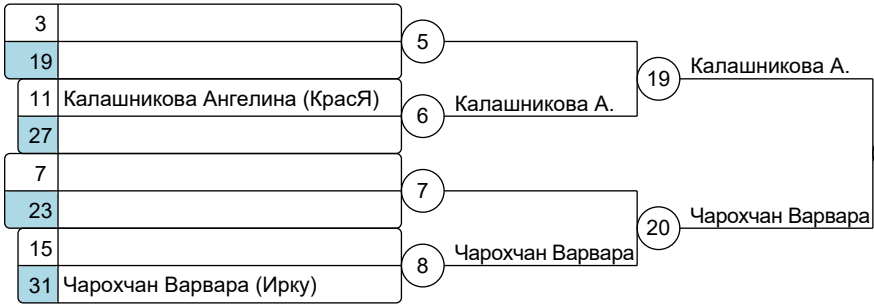 3
5
19
19 Калашникова А.
11 Калашникова Ангелина (КрасЯ)
6 Калашникова А.
27
7
7
23
20 Чарохчан Варвара
15
8 Чарохчан Варвара
31 Чарохчан Варвара (Ирку)